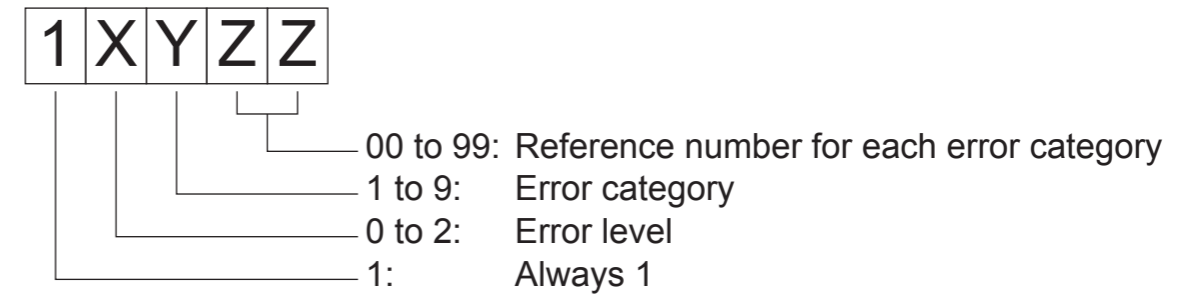 1XYZZ
00 to 99: Reference number for each error category
1 to 9: Error category
0 to 2: Error level
1: Always 1